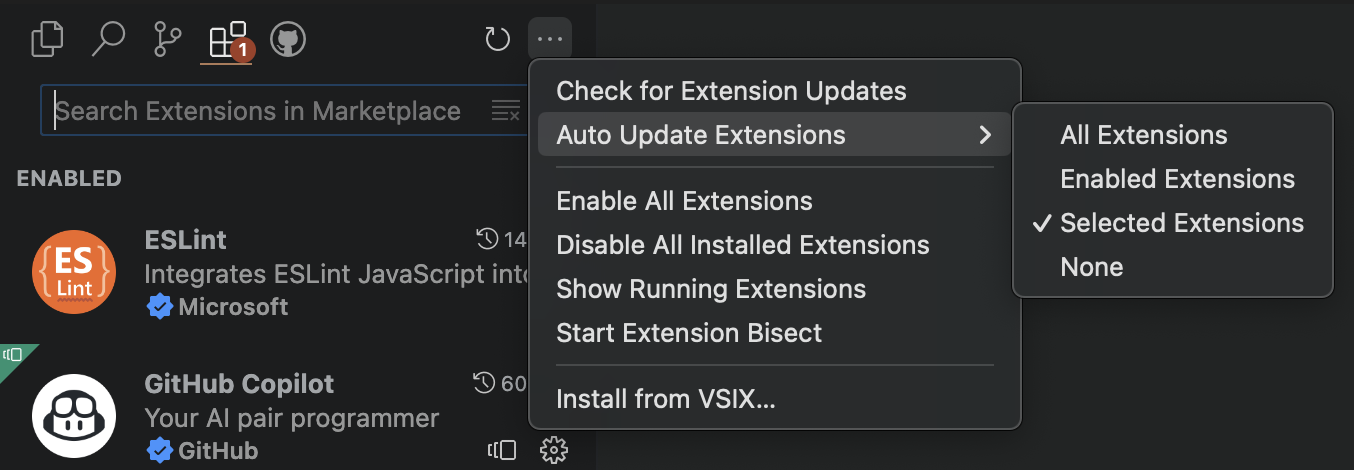 1
Search Extensions in Marketplace
Check for Extension Updates
Auto Update Extensions
All Extensions
Enabled Extensions
✓ Selected Extensions
None
Enable All Extensions
Disable All Installed Extensions
Show Running Extensions
Start Extension Bisect
Install from VSIX...
ENABLED
{ES}
Lint
ESLint
14
Integrates ESLint JavaScript into
Microsoft
GitHub Copilot
60
Your AI pair programmer
GitHub